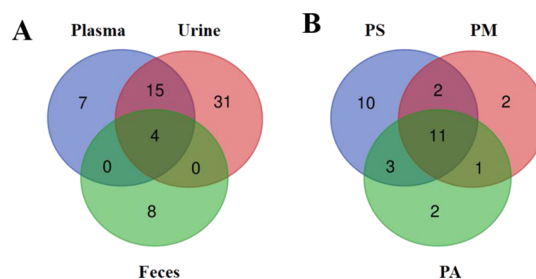 A
Plasma Urine
7 15 31
4
0 0
8
Feces
B
PS PM
10 2 2
11
3 1
2
PA